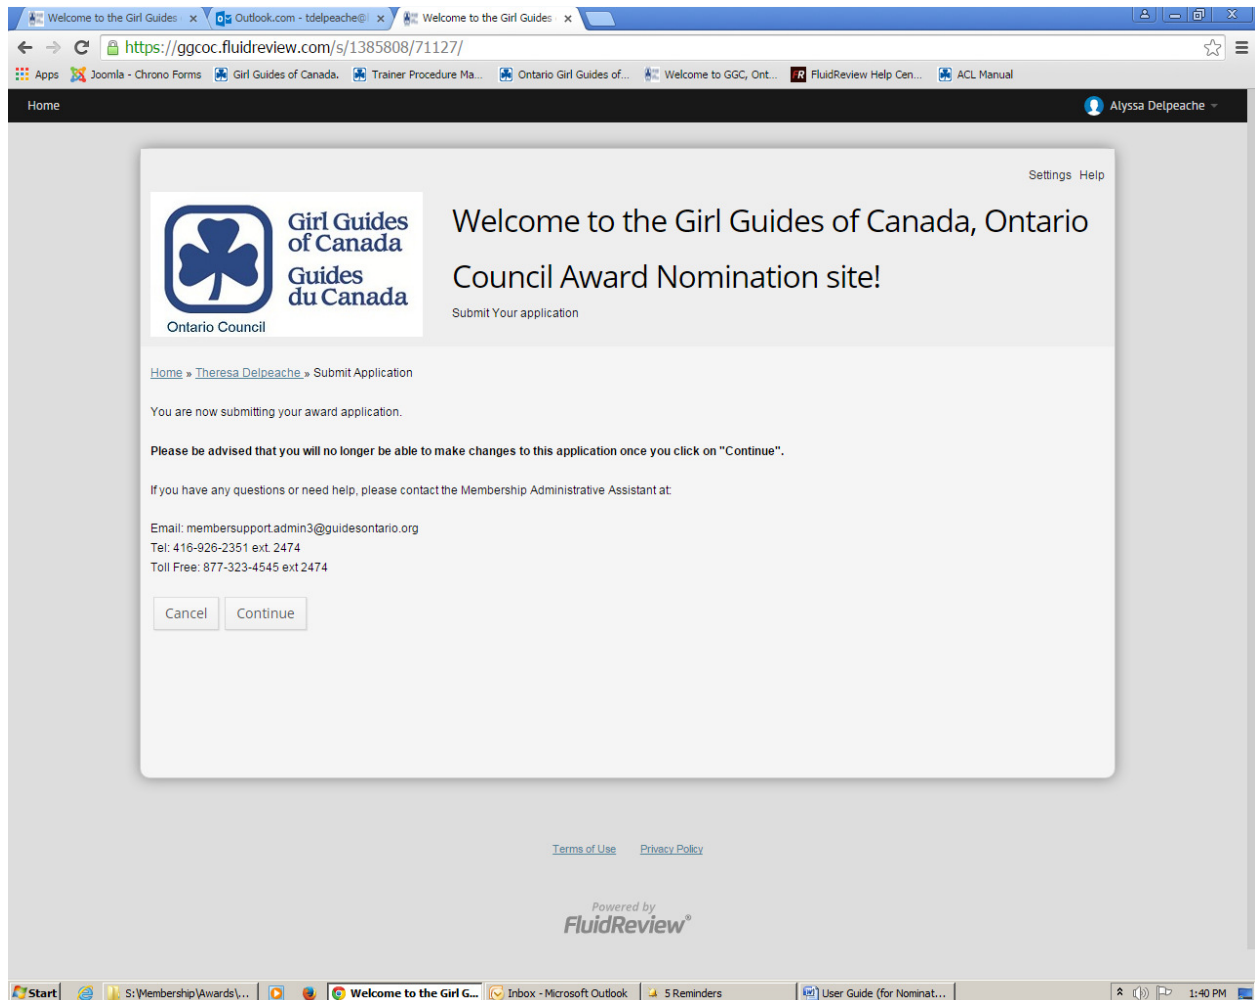 Welcome to the Girl Guides
Outlook.com - tdelpeache@
Welcome to the Girl Guides
https://ggcoc.fluidreview.com/s/1385808/71127/
Apps Joomla - Chrono Forms Girl Guides of Canada. Trainer Procedure Ma... Ontario Girl Guides of... Welcome to GGC, Ont... FluidReview Help Cen... ACL Manual
Home Alyssa Delpeache
Settings Help
Girl Guides
of Canada
Guides
du Canada
Ontario Council
Welcome to the Girl Guides of Canada, Ontario
Council Award Nomination site!
Submit Your application
Home » Theresa Delpeache » Submit Application
You are now submitting your award application.
Please be advised that you will no longer be able to make changes to this application once you click on "Continue".
If you have any questions or need help, please contact the Membership Administrative Assistant at:
Email: membersupport.admin3@guidesontario.org
Tel: 416-926-2351 ext. 2474
Toll Free: 877-323-4545 ext 2474
Cancel Continue
Terms of Use Privacy Policy
Powered by
FluidReview®
Start S:\Membership\Awards\... Welcome to the Girl G... Inbox - Microsoft Outlook 5 Reminders User Guide (for Nominat... 1:40 PM